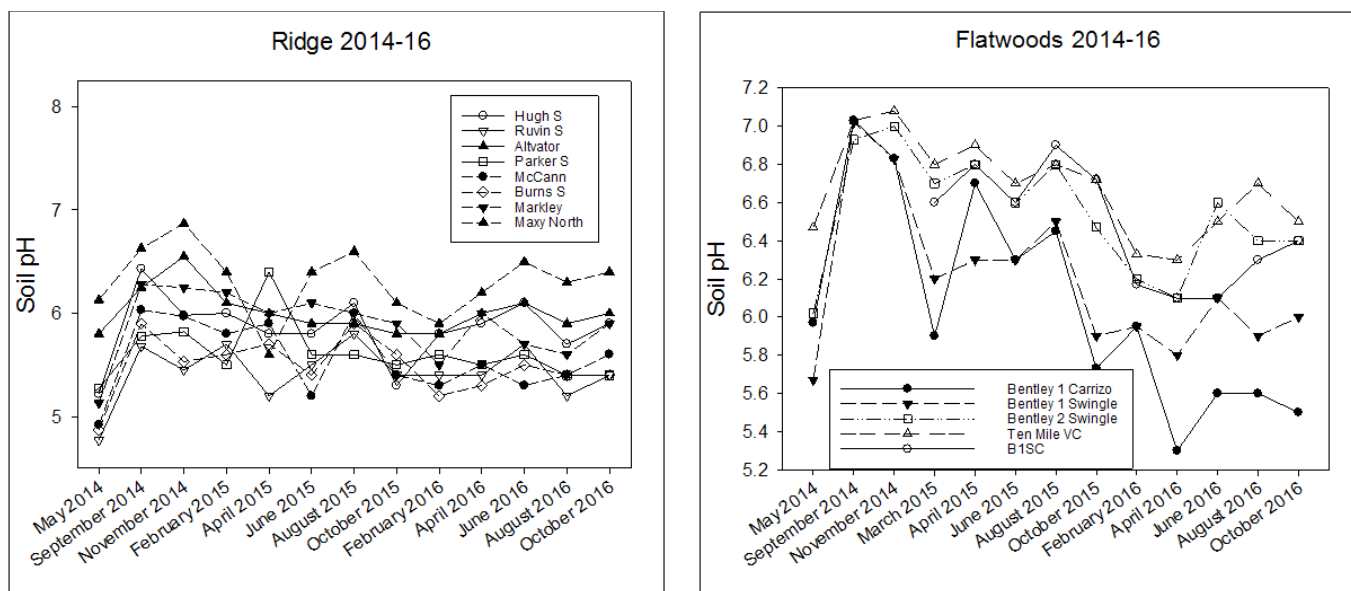 Ridge 2014-16
Soil pH
8
7
6
5
Hugh S
Ruvin S
Altvator
Parker S
McCann
Burns S
Markley
Maxy North
May 2014
September 2014
November 2014
February 2015
April 2015
June 2015
August 2015
October 2015
February 2016
April 2016
June 2016
August 2016
October 2016
Flatwoods 2014-16
Soil pH
7.2
7.0
6.8
6.6
6.4
6.2
6.0
5.8
5.6
5.4
5.2
Bentley 1 Carrizo
Bentley 1 Swingle
Bentley 2 Swingle
Ten Mile VC
B1SC
May 2014
September 2014
November 2014
March 2015
April 2015
June 2015
August 2015
October 2015
February 2016
April 2016
June 2016
August 2016
October 2016